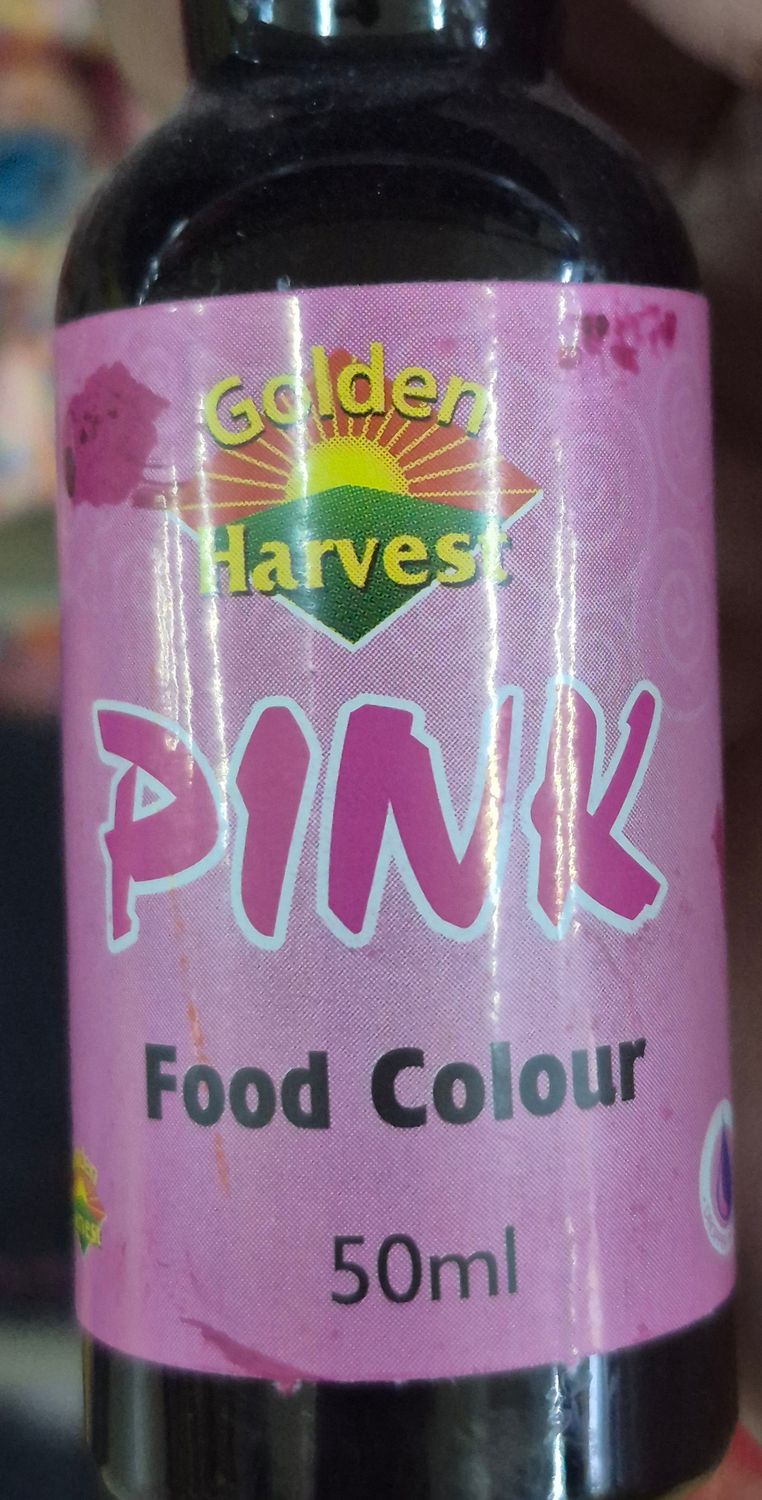 Golden
Harvest
PINK
Food Colour
50ml